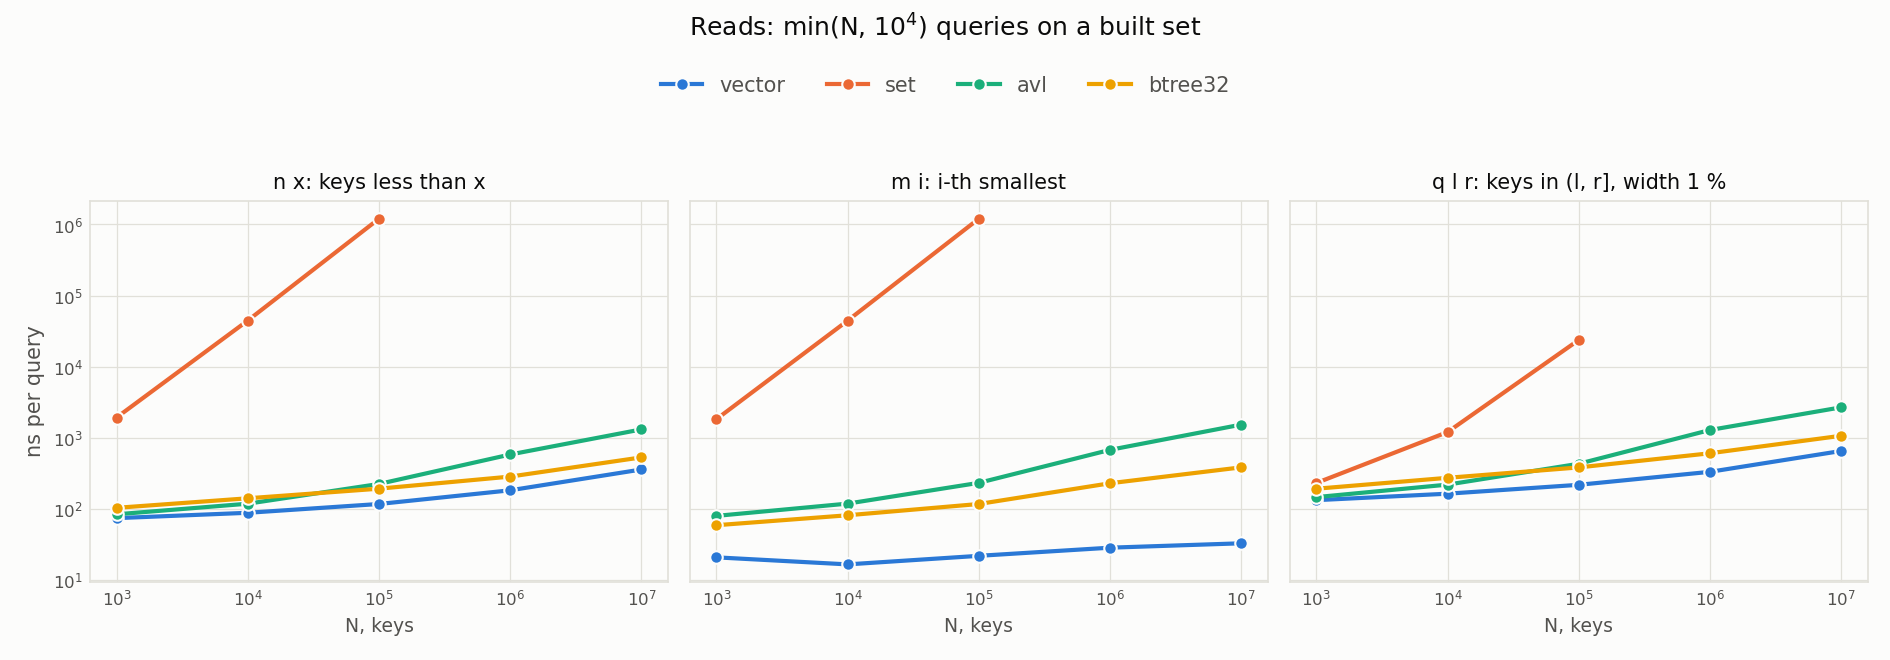 Reads: min(N, 10⁴) queries on a built set
vector set avl btree32
n x: keys less than x
m i: i-th smallest
q l r: keys in (l, r], width 1 %
ns per query
10⁶
10⁵
10⁴
10³
10²
10¹
10³ 10⁴ 10⁵ 10⁶ 10⁷
10³ 10⁴ 10⁵ 10⁶ 10⁷
10³ 10⁴ 10⁵ 10⁶ 10⁷
N, keys
N, keys
N, keys